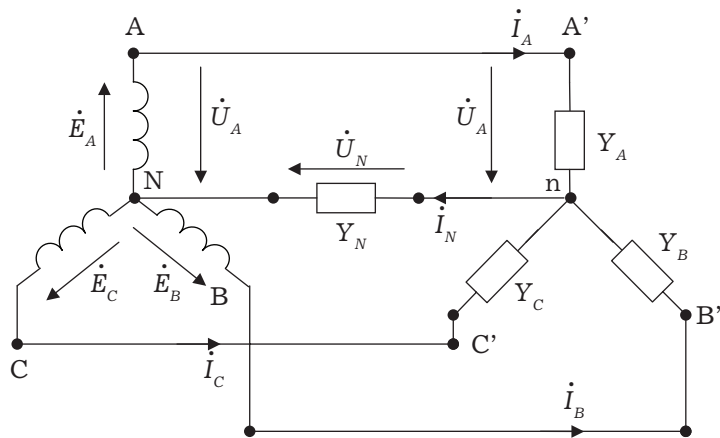 A İ_A A'
Ė_A U̇_A U̇_A Y_A
U̇_N
N n
Y_N İ_N
Ė_C Ė_B B Y_C Y_B
B'
C İ_C C'
İ_B